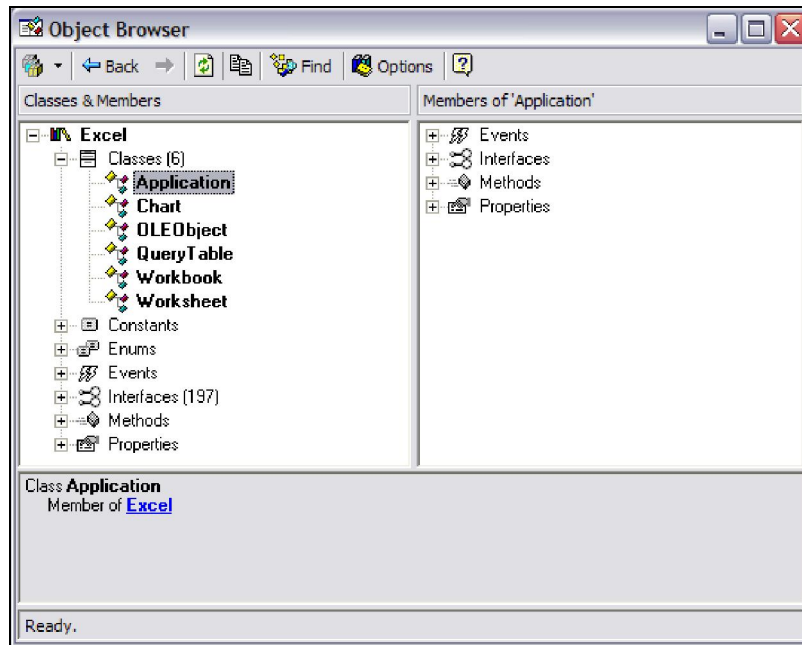 Object Browser
Back Find Options
Classes & Members
Members of 'Application'
Excel
Classes (6)
Application
Chart
OLEObject
QueryTable
Workbook
Worksheet
Constants
Enums
Events
Interfaces (197)
Methods
Properties
Events
Interfaces
Methods
Properties
Class Application
Member of Excel
Ready.